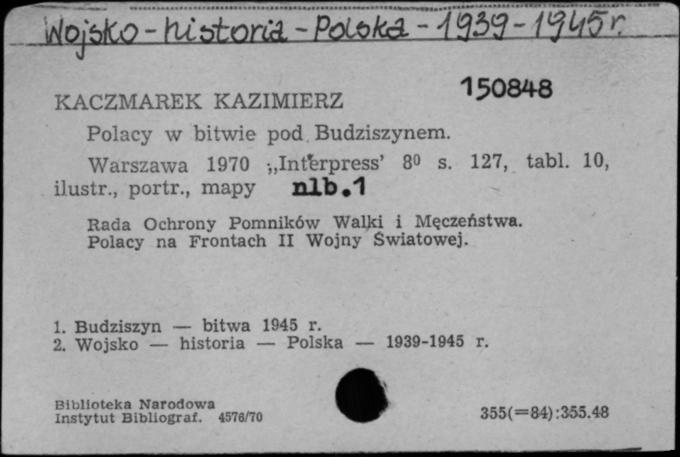 Wojsko - historia - Polska - 1939-1945 r.
150848
KACZMAREK KAZIMIERZ
Polacy w bitwie pod Budziszynem.
Warszawa 1970 „Interpress’ 8⁰ s. 127, tabl. 10,
ilustr., portr., mapy nlb.1
Rada Ochrony Pomników Walki i Męczeństwa.
Polacy na Frontach II Wojny Światowej.
1. Budziszyn — bitwa 1945 r.
2. Wojsko — historia — Polska — 1939-1945 r.
Biblioteka Narodowa
Instytut Bibliograf. 4576/70
355(=84):355.48